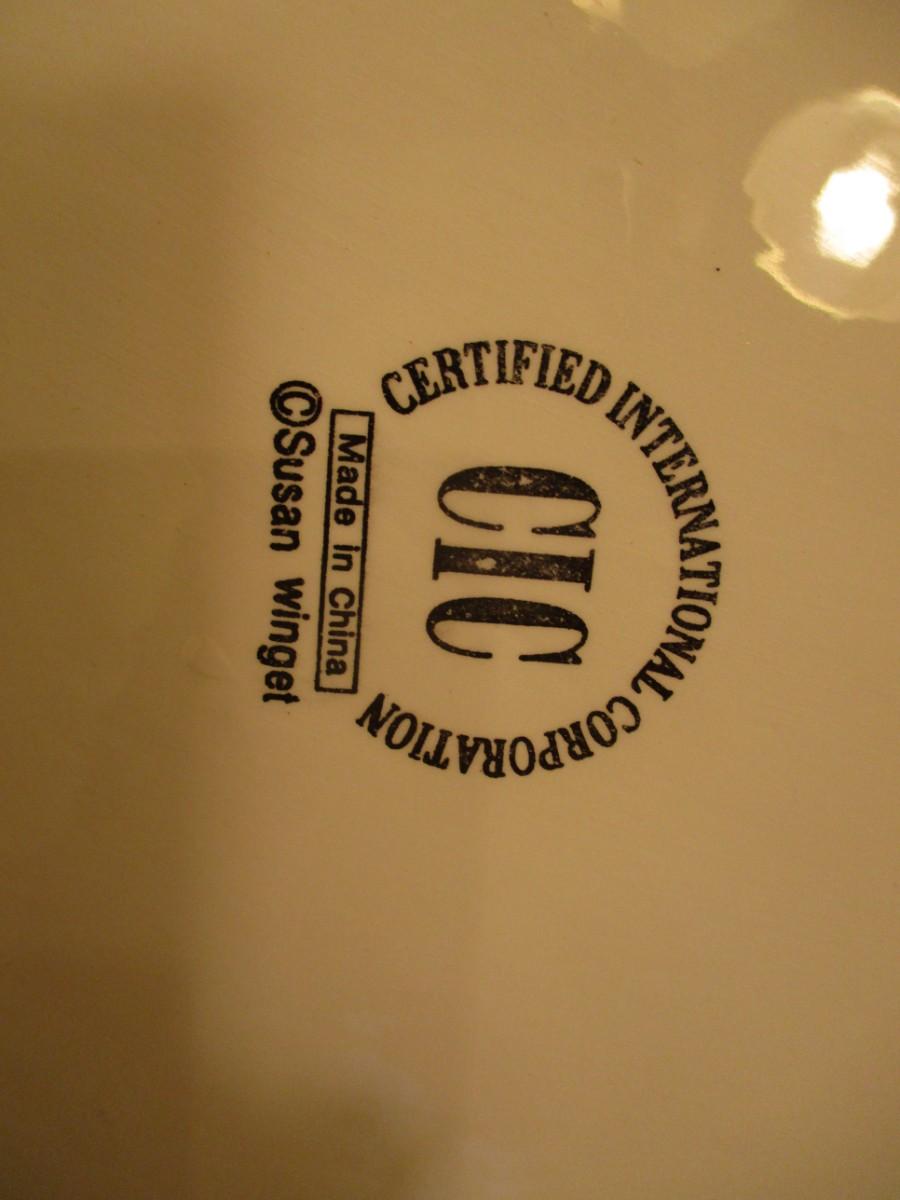 CERTIFIED INTERNATIONAL CORPORATION
CIC
Made in China
©Susan Winget